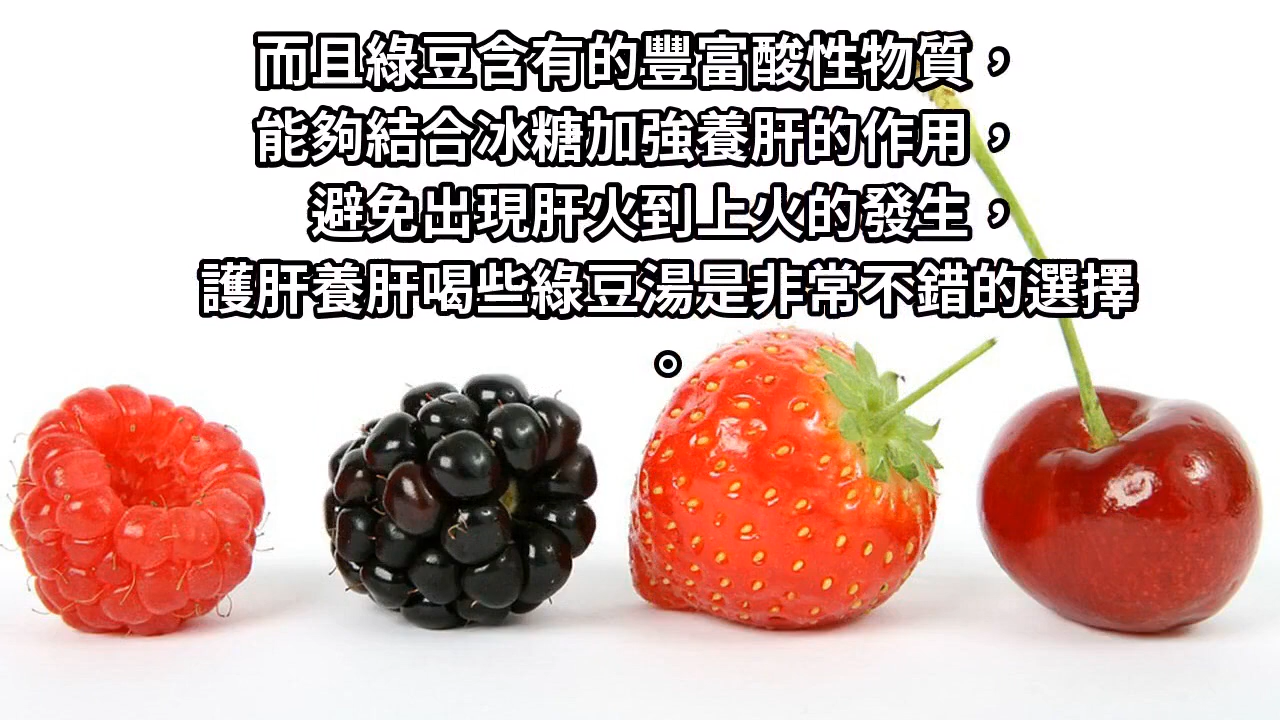 而且綠豆含有的豐富酸性物質，
能夠結合冰糖加強養肝的作用，
避免出現肝火到上火的發生，
護肝養肝喝些綠豆湯是非常不錯的選擇
。